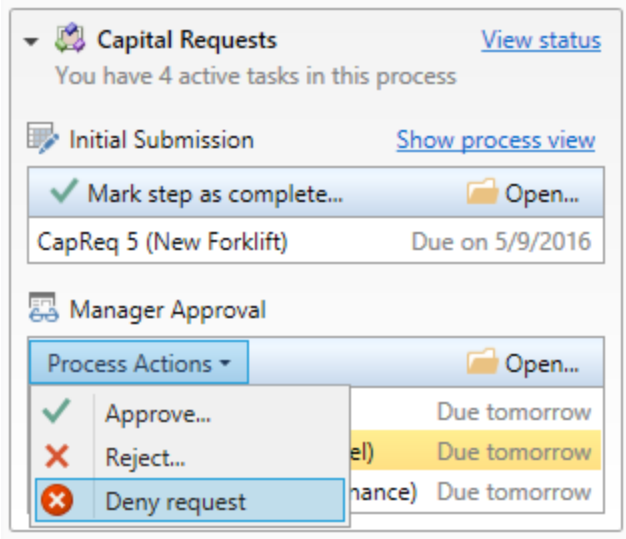 Capital Requests View status
You have 4 active tasks in this process
Initial Submission Show process view
Mark step as complete... Open...
CapReq 5 (New Forklift) Due on 5/9/2016
Manager Approval
Process Actions Open...
Approve... Due tomorrow
Reject... el) Due tomorrow
Deny request nance) Due tomorrow